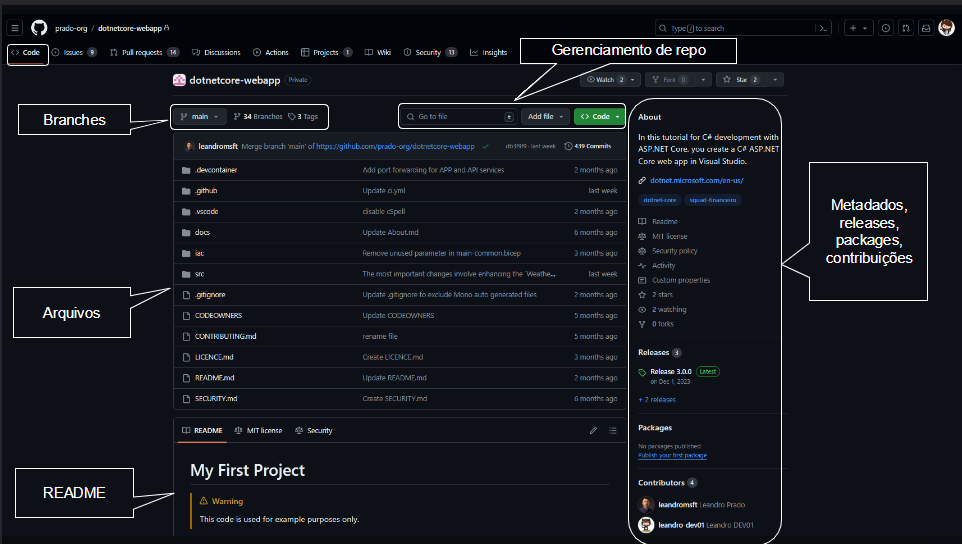 prado-org / dotnetcore-webapp
Type / to search
Code
Issues 9
Pull requests 14
Discussions
Actions
Projects 1
Wiki
Security 13
Insights
Gerenciamento de repo
dotnetcore-webapp Private
Watch 2
Fork 0
Star 2
Branches
main
34 Branches
3 Tags
Go to file
Add file
Code
leandromsft Merge branch 'main' of https://github.com/prado-org/dotnetcore-webapp
last week
439 Commits
.devcontainer Add port forwarding for APP and API services 2 months ago
.github Update ci.yml last week
.vscode disable cSpell 2 months ago
docs Update About.md 6 months ago
iac Remove unused parameter in main-common.bicep 3 months ago
src The most important changes involve enhancing the `Weathe... last week
.gitignore Update .gitignore to exclude Mono auto generated files 2 months ago
CODEOWNERS Update CODEOWNERS 5 months ago
CONTRIBUTING.md rename file 5 months ago
LICENCE.md Create LICENCE.md 3 months ago
README.md Update README.md 2 months ago
SECURITY.md Create SECURITY.md 6 months ago
Arquivos
README
MIT license
Security
README
My First Project
Warning
This code is used for example purposes only.
About
In this tutorial for C# development with
ASP.NET Core, you create a C# ASP.NET
Core web app in Visual Studio.
dotnet.microsoft.com/en-us/
dotnet-core squad-financeiro
Readme
MIT license
Security policy
Activity
Custom properties
2 stars
2 watching
0 forks
Releases 3
Release 3.0.0 Latest
on Dec 1, 2023
+ 2 releases
Packages
No packages published
Publish your first package
Contributors 4
leandromsft Leandro Prado
leandro-dev01 Leandro DEV01
Metadados,
releases,
packages,
contribuições